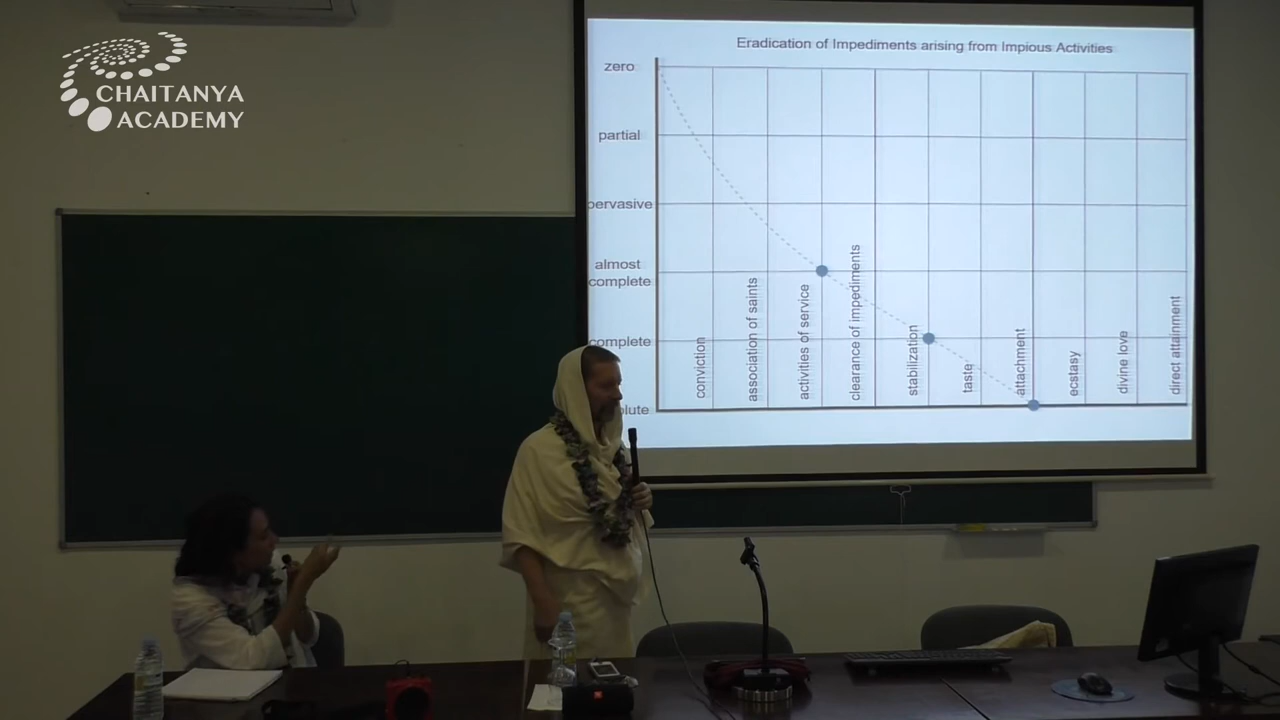 CHAITANYA
ACADEMY
Eradication of Impediments arising from Impious Activities
zero
partial
pervasive
almost
complete
complete
lute
conviction
association of saints
activities of service
clearance of impediments
stabilization
taste
attachment
ecstasy
divine love
direct attainment